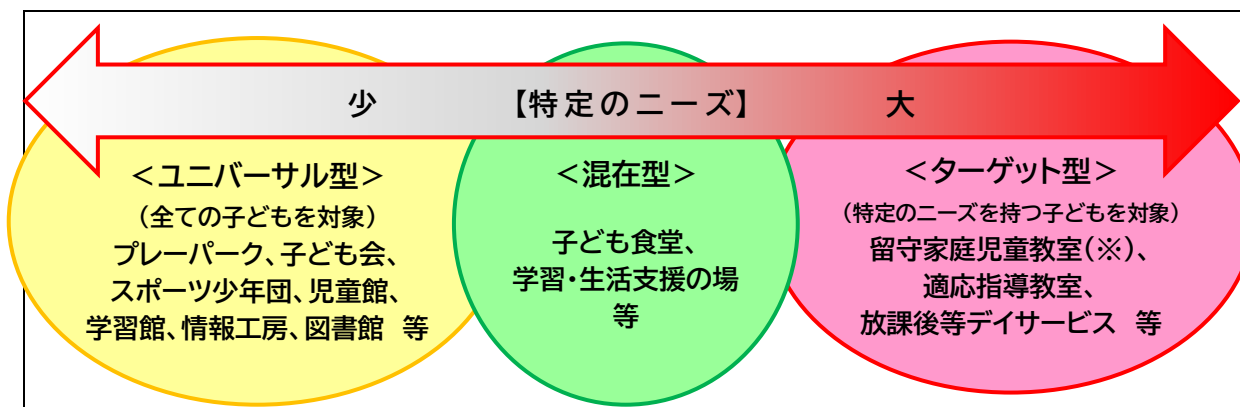 少 【特定のニーズ】 大
＜ユニバーサル型＞
（全ての子どもを対象）
プレーパーク、子ども会、
スポーツ少年団、児童館、
学習館、情報工房、図書館 等
＜混在型＞
子ども食堂、
学習・生活支援の場
等
＜ターゲット型＞
（特定のニーズを持つ子どもを対象）
留守家庭児童教室(※)、
適応指導教室、
放課後等デイサービス 等